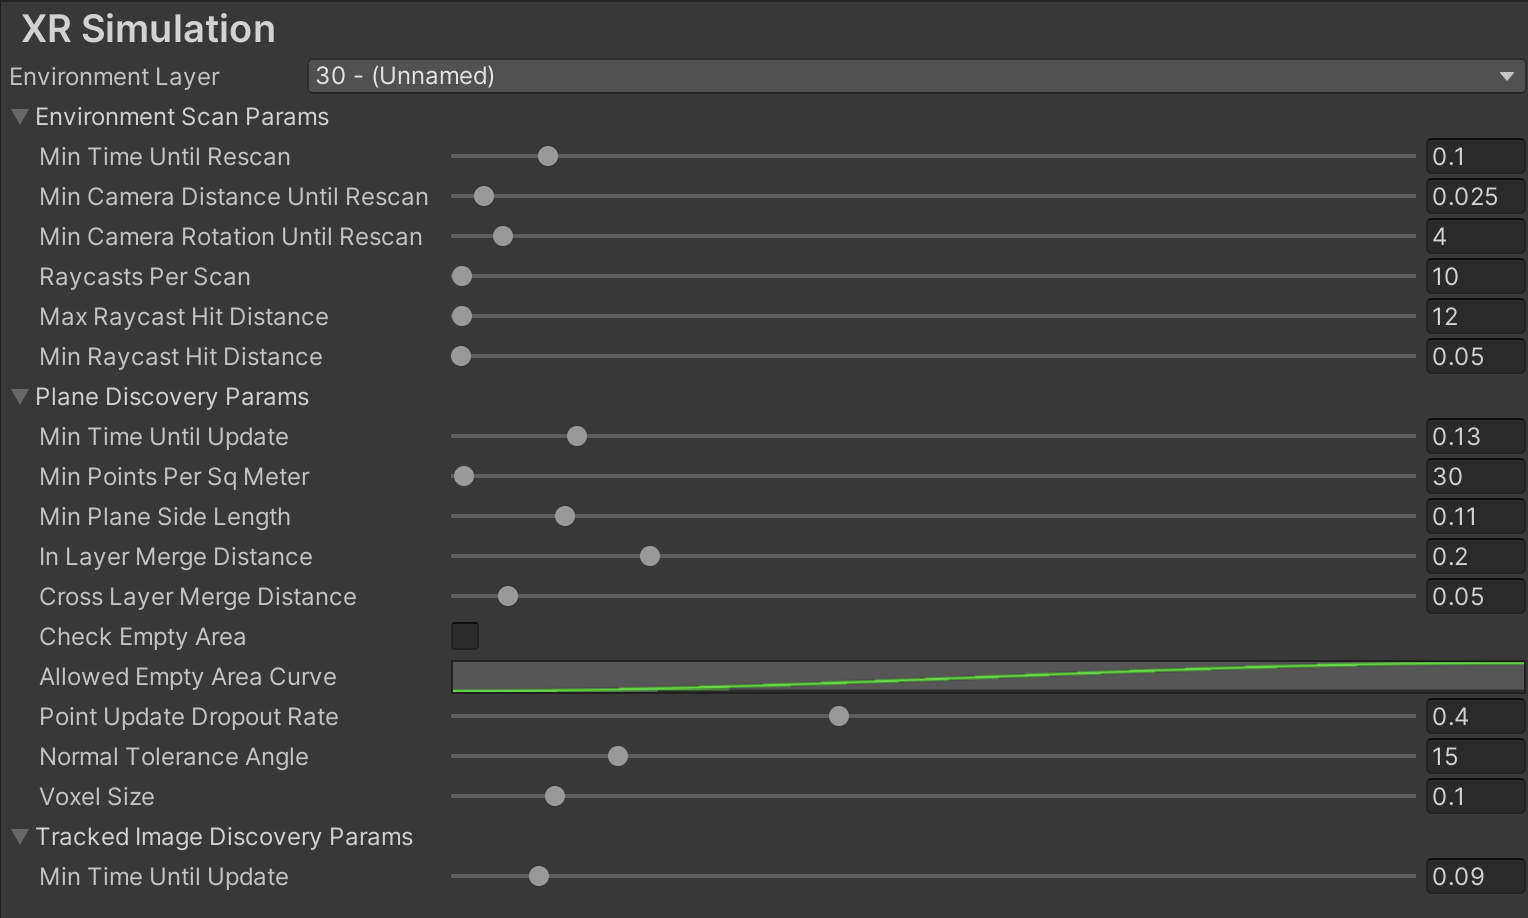 XR Simulation
Environment Layer 30 - (Unnamed)
Environment Scan Params
Min Time Until Rescan 0.1
Min Camera Distance Until Rescan 0.025
Min Camera Rotation Until Rescan 4
Raycasts Per Scan 10
Max Raycast Hit Distance 12
Min Raycast Hit Distance 0.05
Plane Discovery Params
Min Time Until Update 0.13
Min Points Per Sq Meter 30
Min Plane Side Length 0.11
In Layer Merge Distance 0.2
Cross Layer Merge Distance 0.05
Check Empty Area
Allowed Empty Area Curve
Point Update Dropout Rate 0.4
Normal Tolerance Angle 15
Voxel Size 0.1
Tracked Image Discovery Params
Min Time Until Update 0.09